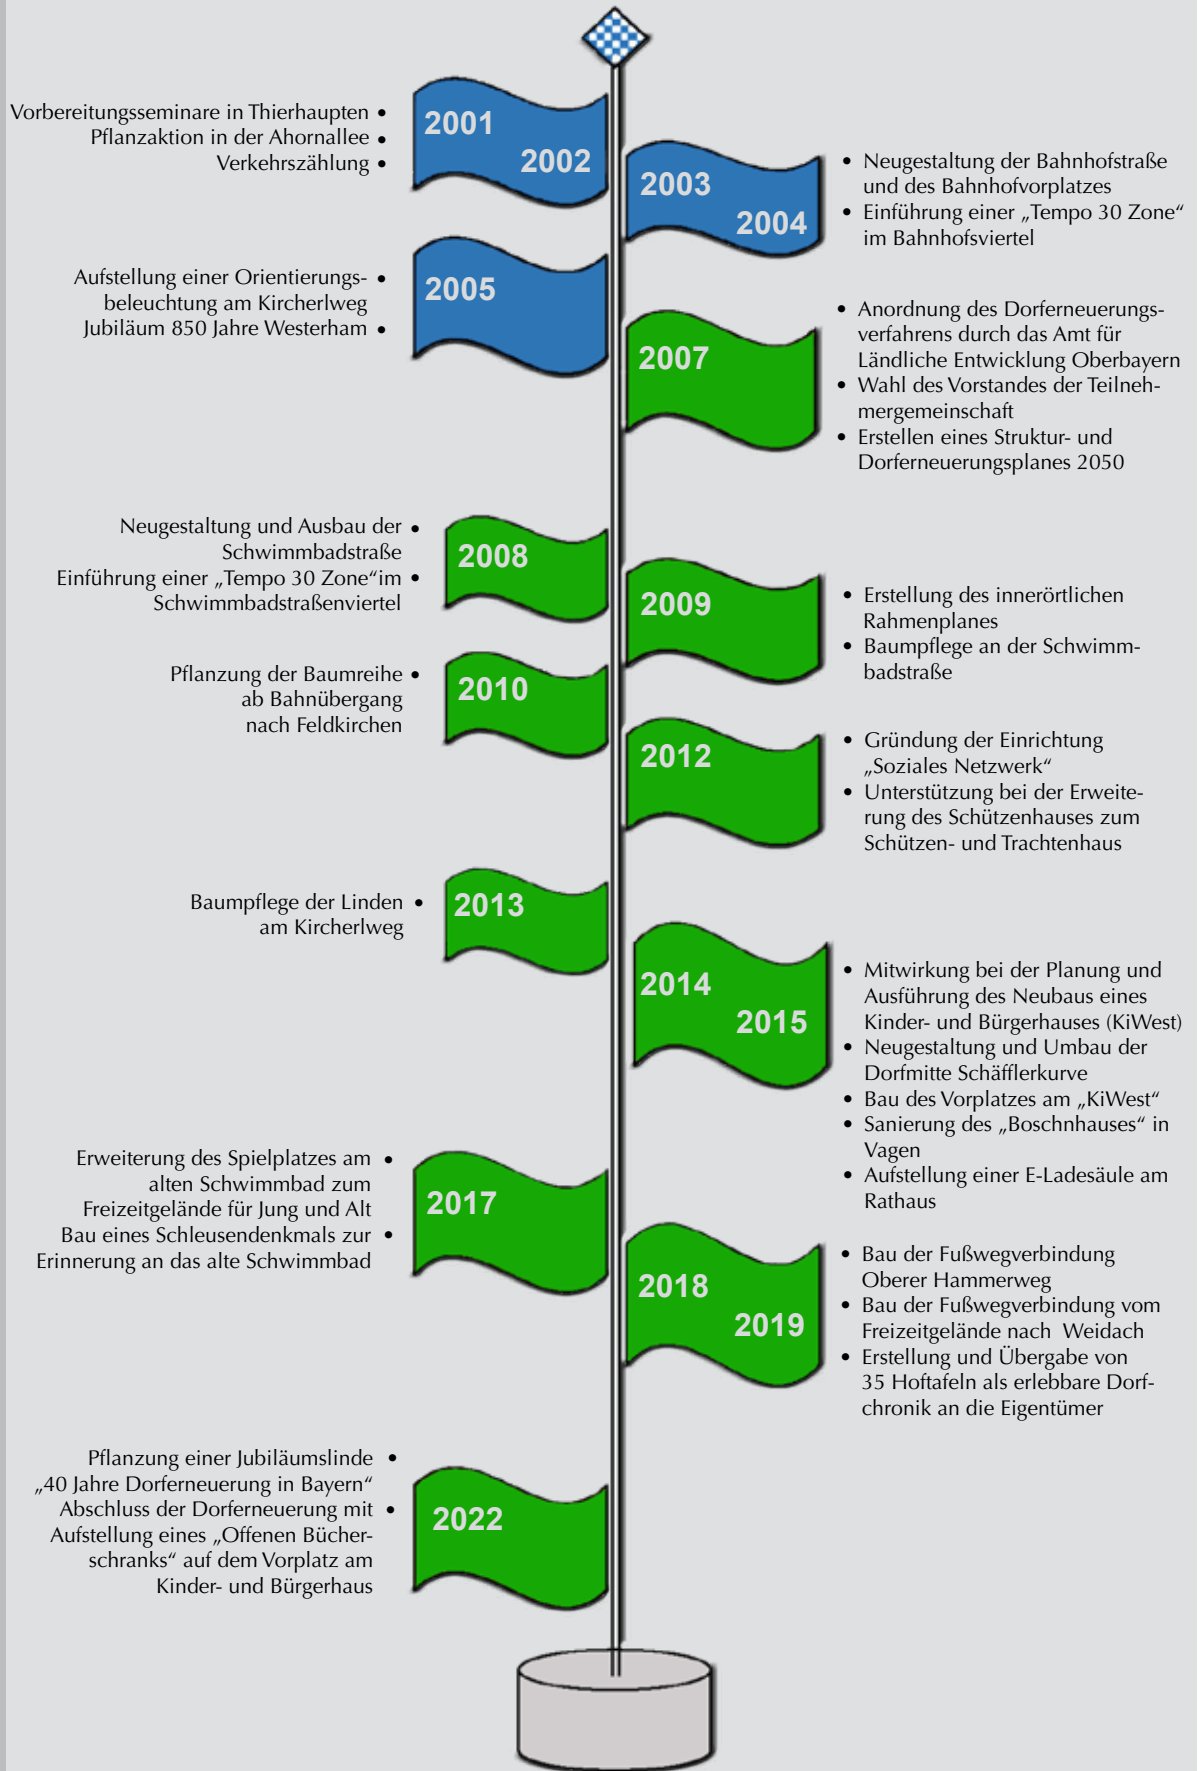 2001
2002
Vorbereitungsseminare in Thierhaupten •
Pflanzaktion in der Ahornallee •
Verkehrszählung •
2003
2004
• Neugestaltung der Bahnhofstraße
und des Bahnhofvorplatzes
• Einführung einer „Tempo 30 Zone“
im Bahnhofsviertel
2005
Aufstellung einer Orientierungs- •
beleuchtung am Kircherlweg
Jubiläum 850 Jahre Westerham •
2007
• Anordnung des Dorferneuerungs-
verfahrens durch das Amt für
Ländliche Entwicklung Oberbayern
• Wahl des Vorstandes der Teilneh-
mergemeinschaft
• Erstellen eines Struktur- und
Dorferneuerungsplanes 2050
2008
Neugestaltung und Ausbau der •
Schwimmbadstraße
Einführung einer „Tempo 30 Zone“im •
Schwimmbadstraßenviertel
2009
• Erstellung des innerörtlichen
Rahmenplanes
• Baumpflege an der Schwimm-
badstraße
2010
Pflanzung der Baumreihe •
ab Bahnübergang
nach Feldkirchen
2012
• Gründung der Einrichtung
„Soziales Netzwerk“
• Unterstützung bei der Erweite-
rung des Schützenhauses zum
Schützen- und Trachtenhaus
2013
Baumpflege der Linden •
am Kircherlweg
2014
2015
• Mitwirkung bei der Planung und
Ausführung des Neubaus eines
Kinder- und Bürgerhauses (KiWest)
• Neugestaltung und Umbau der
Dorfmitte Schäfflerkurve
• Bau des Vorplatzes am „KiWest“
• Sanierung des „Boschnhauses“ in
Vagen
• Aufstellung einer E-Ladesäule am
Rathaus
2017
Erweiterung des Spielplatzes am •
alten Schwimmbad zum
Freizeitgelände für Jung und Alt
Bau eines Schleusendenkmals zur •
Erinnerung an das alte Schwimmbad
2018
2019
• Bau der Fußwegverbindung
Oberer Hammerweg
• Bau der Fußwegverbindung vom
Freizeitgelände nach Weidach
• Erstellung und Übergabe von
35 Hoftafeln als erlebbare Dorf-
chronik an die Eigentümer
2022
Pflanzung einer Jubiläumslinde •
„40 Jahre Dorferneuerung in Bayern“
Abschluss der Dorferneuerung mit •
Aufstellung eines „Offenen Bücher-
schranks“ auf dem Vorplatz am
Kinder- und Bürgerhaus